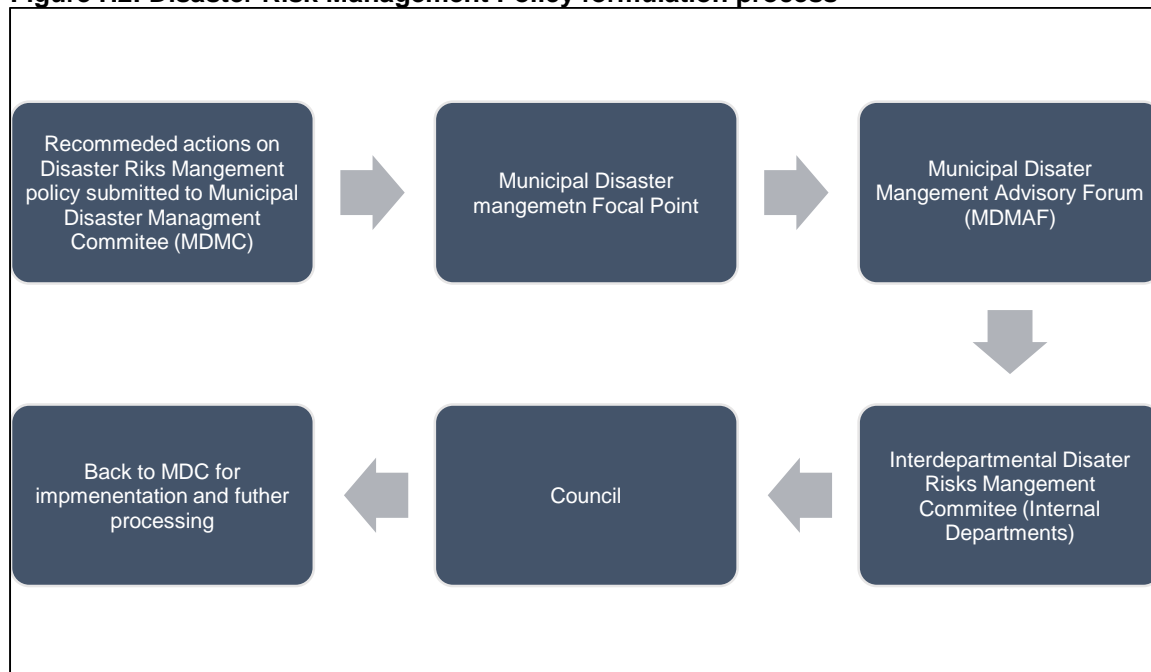 Figure Disaster Risk Management Policy formulation process
Recommeded actions on
Disaster Riks Mangement
policy submitted to Municipal
Disaster Managment
Commitee (MDMC)
Municipal Disaster
mangemetn Focal Point
Municipal Disater
Mangement Advisory Forum
(MDMAF)
Interdepartmental Disater
Risks Mangement
Commitee (Internal
Departments)
Council
Back to MDC for
impmenentation and futher
processing